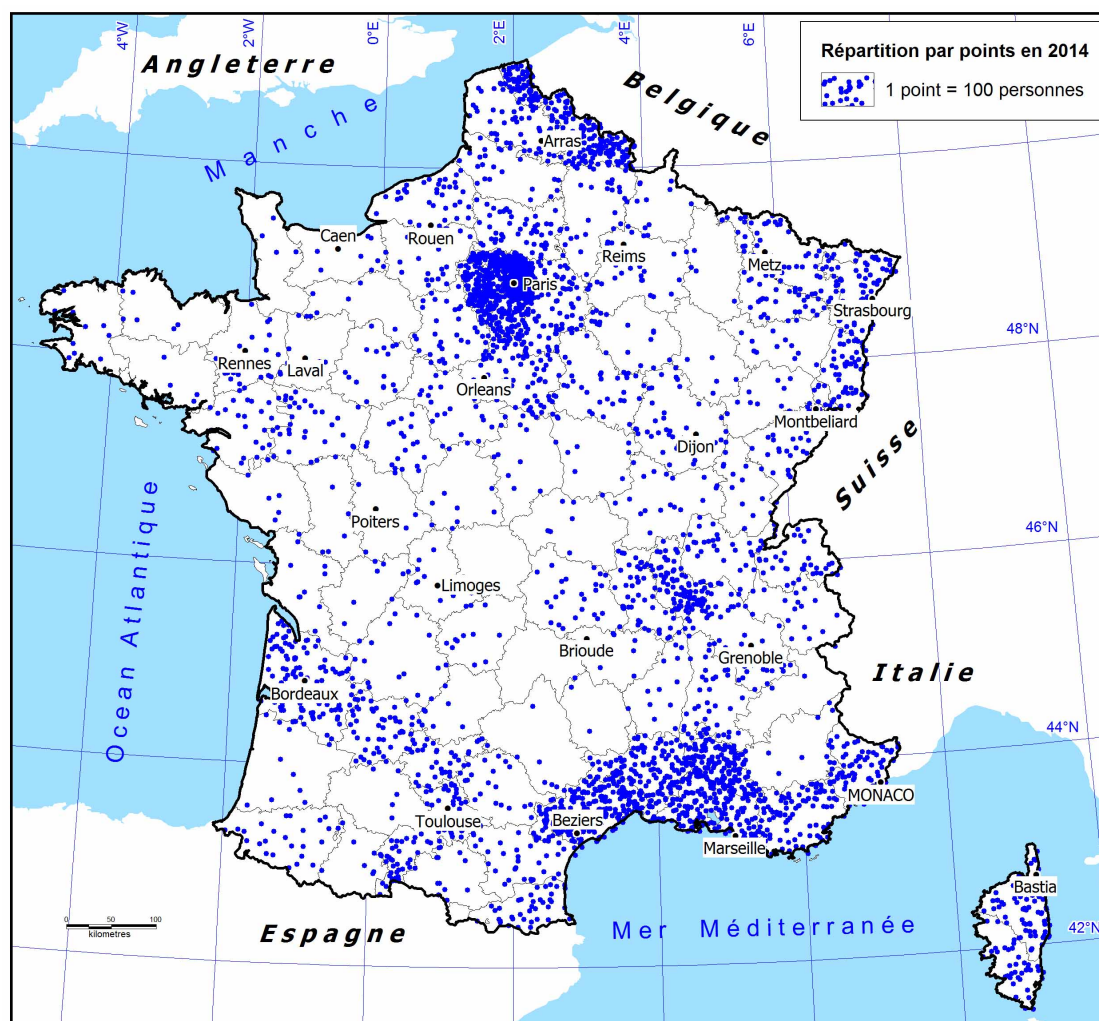 4°W
2°W
0°E
2°E
4°E
6°E
Répartition par points en 2014
1 point = 100 personnes
Angleterre
Belgique
Manche
Arras
Caen
Rouen
Reims
Metz
Paris
Strasbourg
48°N
Rennes
Laval
Orleans
Montbeliard
Dijon
Suisse
Ocean Atlantique
Poiters
46°N
Limoges
Brioude
Grenoble
Italie
Bordeaux
44°N
MONACO
Toulouse
Beziers
Marseille
Bastia
0 50 100
kilometres
Espagne
Mer Méditerranée
42°N